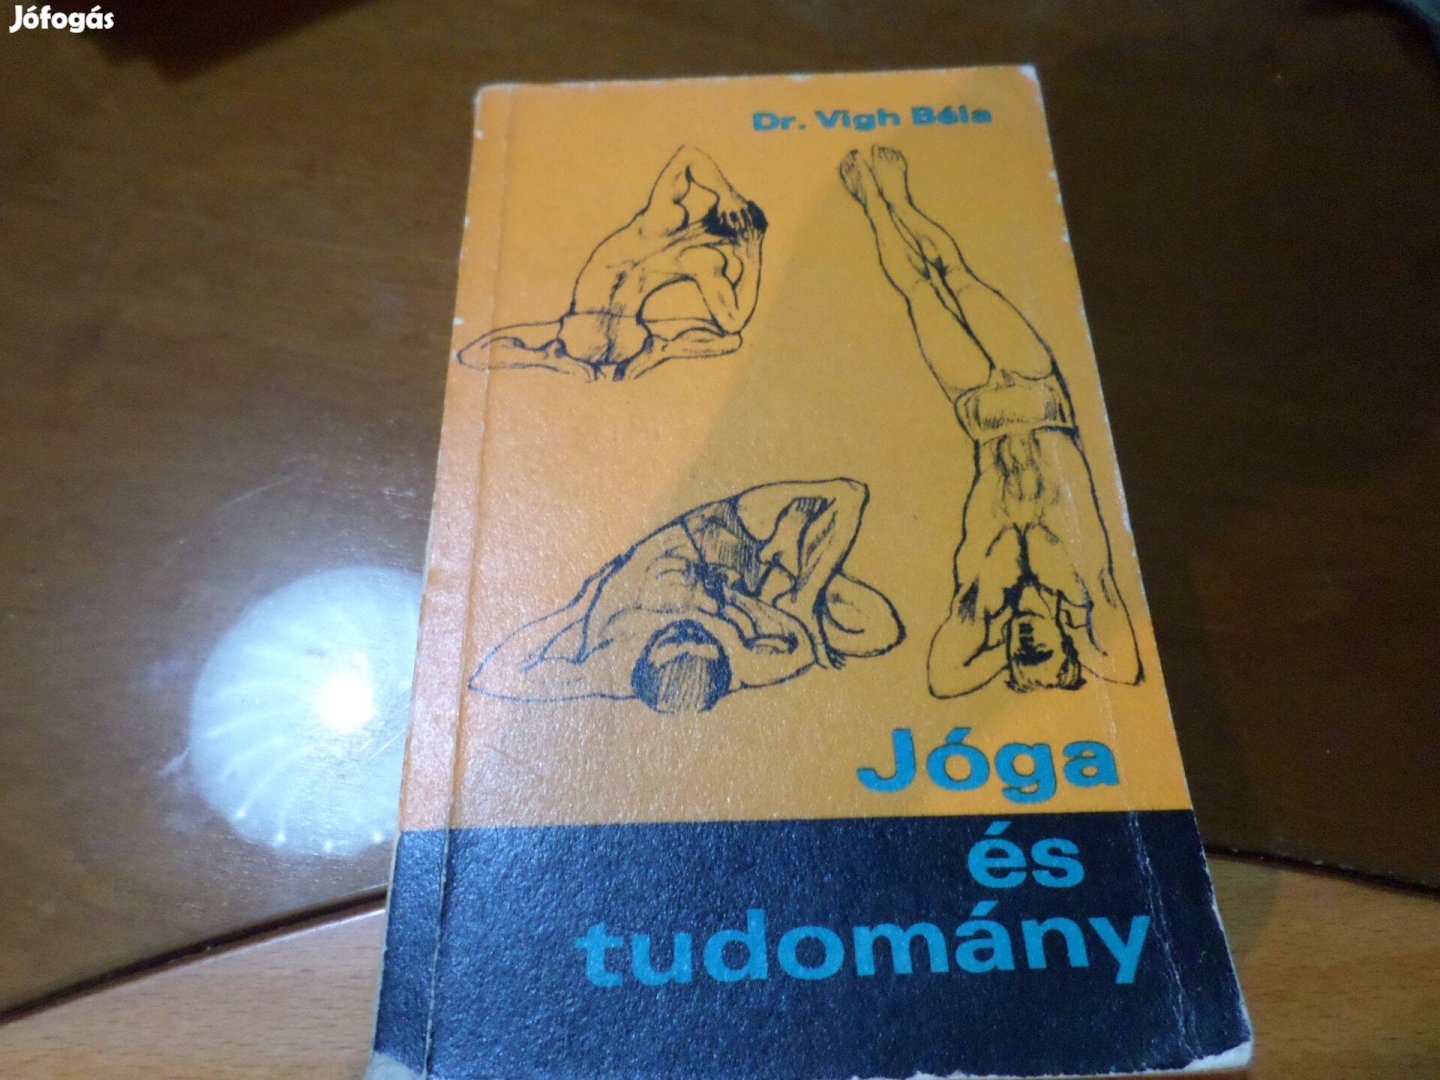 Jófogás
Dr. Vigh Béla
Jóga
és
tudomány